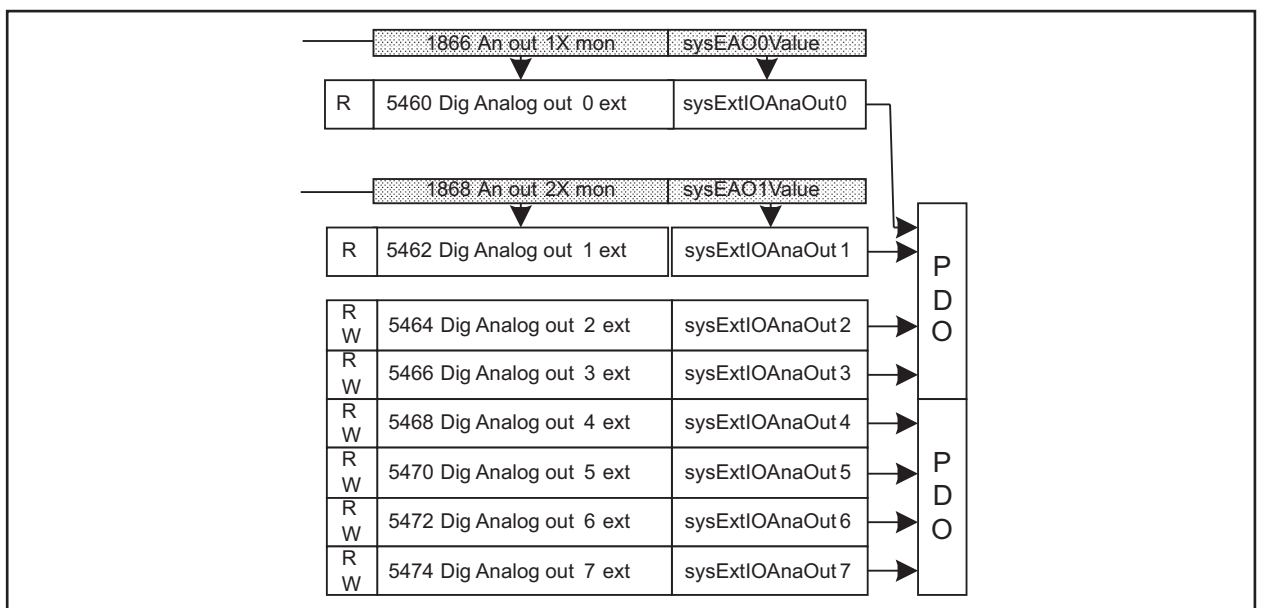 1866 An out 1X mon sysEAO0Value
R 5460 Dig Analog out 0 ext sysExtIOAnaOut0
1868 An out 2X mon sysEAO1Value
R 5462 Dig Analog out 1 ext sysExtIOAnaOut1
R W 5464 Dig Analog out 2 ext sysExtIOAnaOut2
R W 5466 Dig Analog out 3 ext sysExtIOAnaOut3
PDO
R W 5468 Dig Analog out 4 ext sysExtIOAnaOut4
R W 5470 Dig Analog out 5 ext sysExtIOAnaOut5
R W 5472 Dig Analog out 6 ext sysExtIOAnaOut6
R W 5474 Dig Analog out 7 ext sysExtIOAnaOut7
PDO